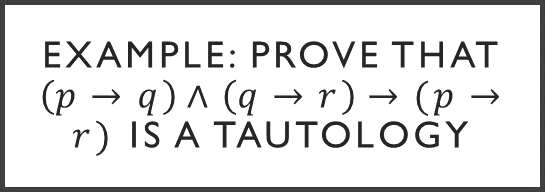 EXAMPLE: PROVE THAT
(𝑝 → 𝑞) ∧ (𝑞 → 𝑟) → (𝑝 →
𝑟) IS A TAUTOLOGY